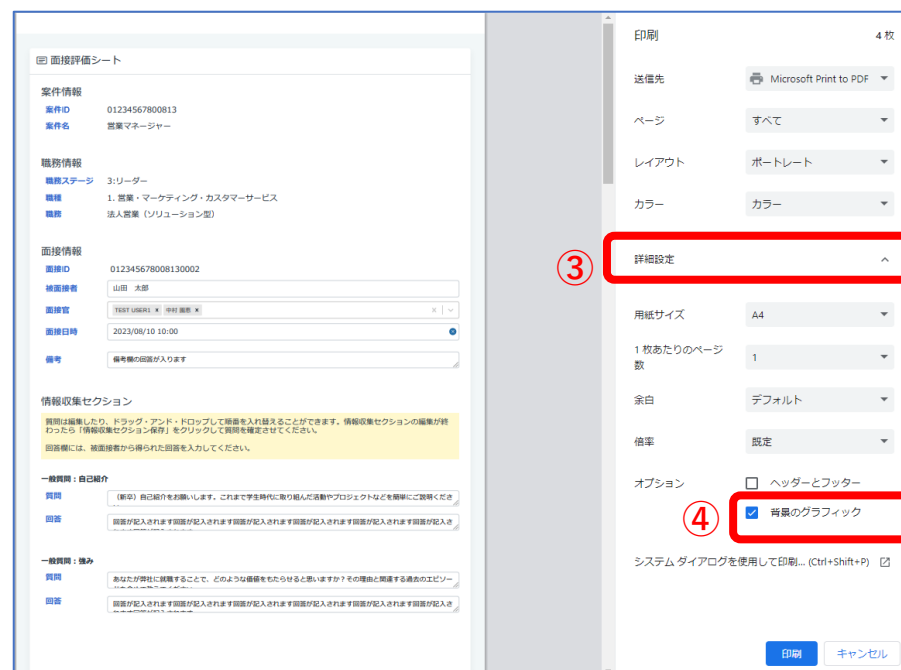 面接評価シート
案件情報
案件ID 01234567800813
案件名 営業マネージャー
職務情報
職務ステージ 3:リーダー
職種 1. 営業・マーケティング・カスタマーサービス
職務 法人営業（ソリューション型）
面接情報
面接ID 012345678008130002
被面接者 山田　太郎
面接官 TEST USER1 x 中村 x
面接日時 2023/08/10 10:00
備考 備考欄の回答が入ります
情報収集セクション
質問は編集したり、ドラッグ・アンド・ドロップして順番を入れ替えることができます。情報収集セクションの編集が終
わったら「情報収集セクション保存」をクリックして質問を確定させてください。
回答欄には、被面接者から得られた回答を入力してください。
一般質問：自己紹介
質問 （新卒）自己紹介をお願いします。これまで学生時代に取り組んだ活動やプロジェクトなどを簡単にご説明くださ
回答 回答が記入されます回答が記入されます回答が記入されます回答が記入されます回答が記入されます回答が記入さ
一般質問：強み
質問 あなたが弊社に就職することで、どのような価値をもたらせると思いますか？その理由と関連する過去のエピソー
回答 回答が記入されます回答が記入されます回答が記入されます回答が記入されます回答が記入されます回答が記入さ
印刷 4 枚
送信先 Microsoft Print to PDF
ページ すべて
レイアウト ポートレート
カラー カラー
③ 詳細設定
用紙サイズ A4
1 枚あたりのページ
数 1
余白 デフォルト
倍率 既定
オプション ヘッダーとフッター
④ 背景のグラフィック
システム ダイアログを使用して印刷... (Ctrl+Shift+P)
印刷 キャンセル